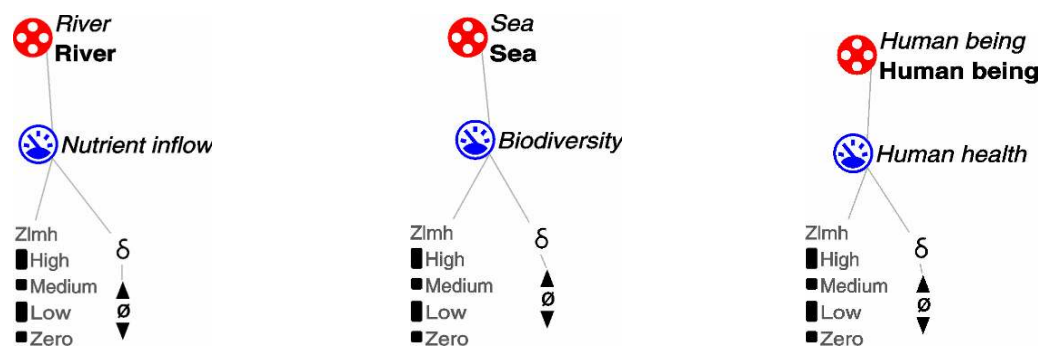 River
River
Nutrient inflow
Zlmh
High
Medium
Low
Zero
δ
ø
Sea
Sea
Biodiversity
Zlmh
High
Medium
Low
Zero
δ
ø
Human being
Human being
Human health
Zlmh
High
Medium
Low
Zero
δ
ø